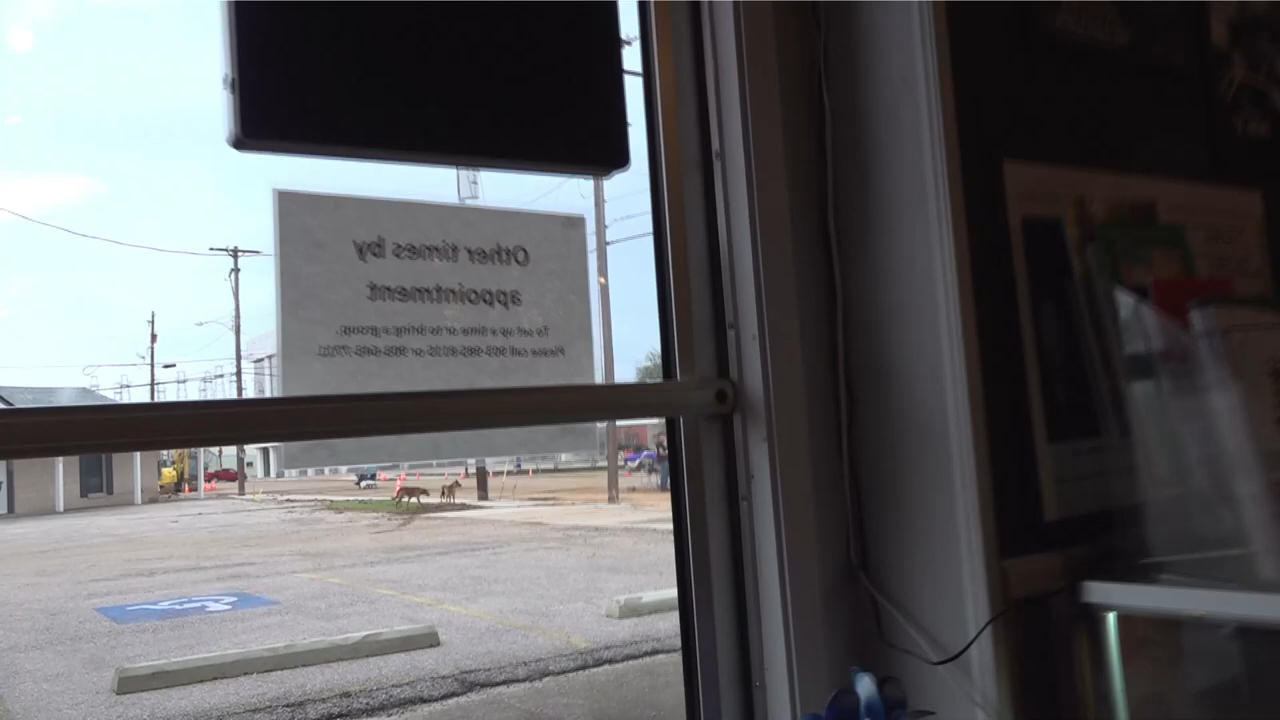 Other times by
appointment
To set up a time or to bring a group,
Please call